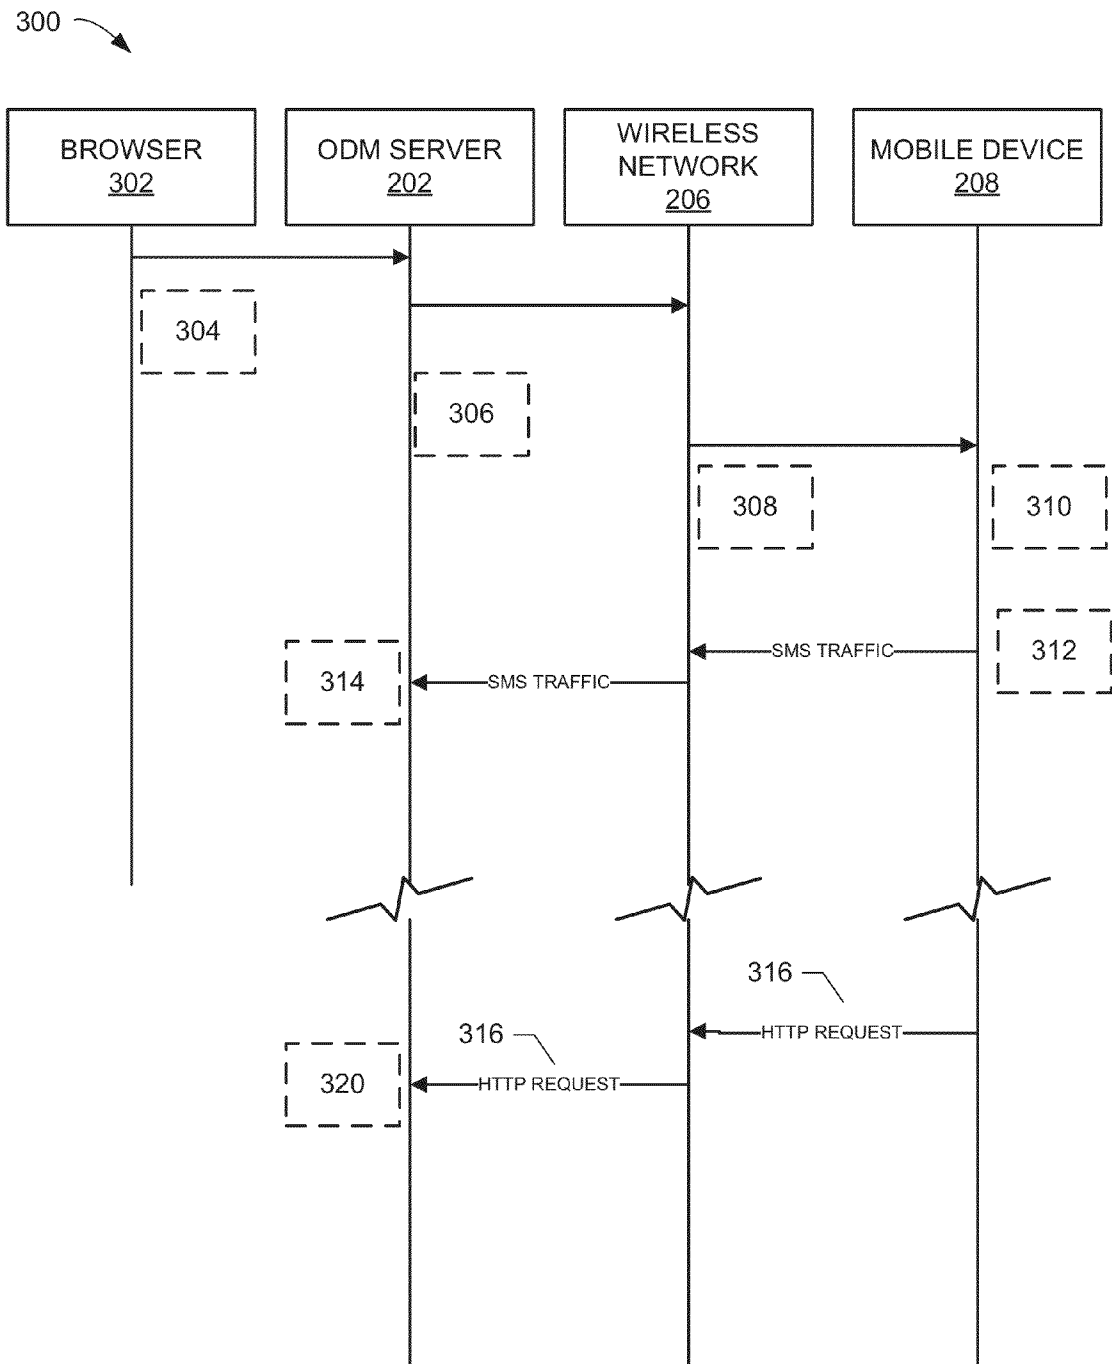 300
BROWSER
302
ODM SERVER
202
WIRELESS
NETWORK
206
MOBILE DEVICE
208
304
306
308
310
312
SMS TRAFFIC
314
SMS TRAFFIC
316
HTTP REQUEST
316
HTTP REQUEST
320